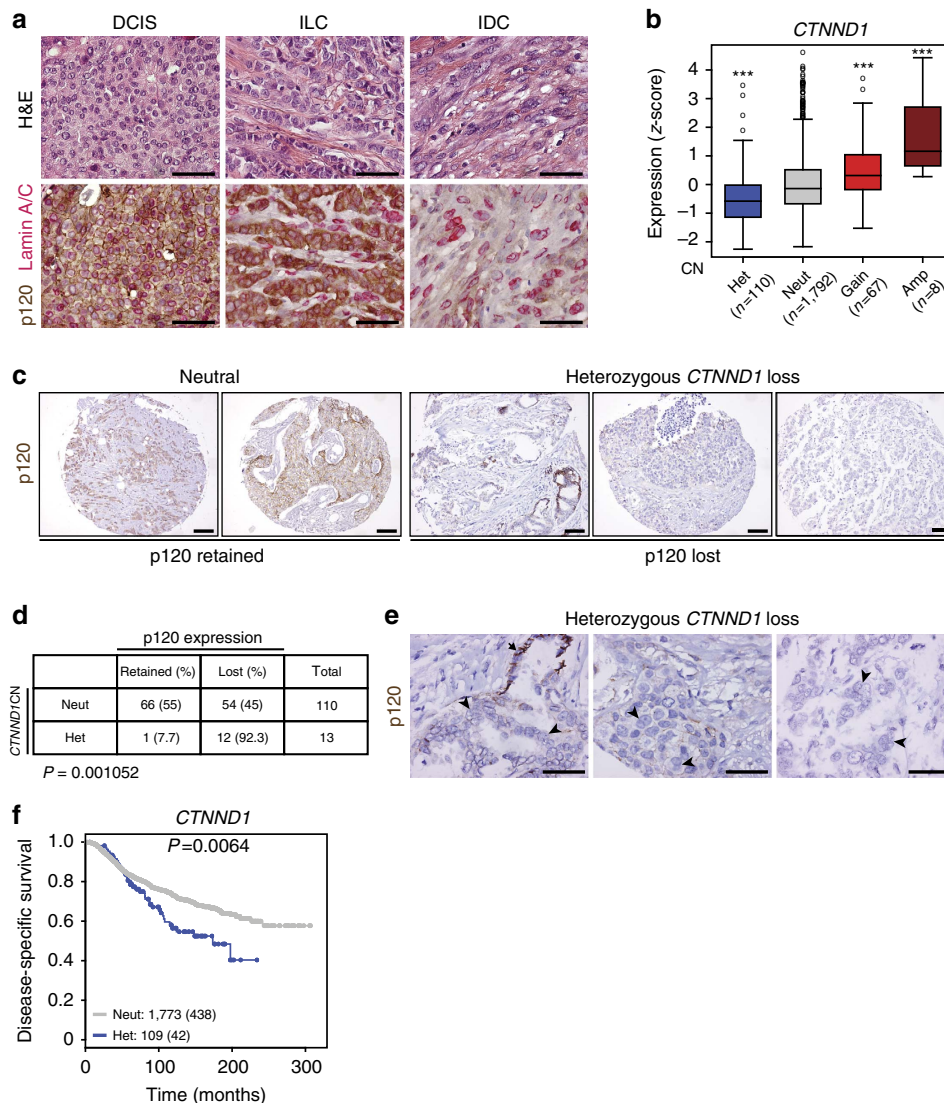 a
DCIS
ILC
IDC
H&E
p120 Lamin A/C
b
CTNND1
Expression (z-score)
4
3
2
1
0
−1
−2
***
***
***
CN
Het
(n=110)
Neut
(n=1,792)
Gain
(n=67)
Amp
(n=8)
c
Neutral
Heterozygous CTNND1 loss
p120
p120 retained
p120 lost
d
p120 expression
Retained (%)
Lost (%)
Total
CTNND1CN
Neut
66 (55)
54 (45)
110
Het
1 (7.7)
12 (92.3)
13
P = 0.001052
e
Heterozygous CTNND1 loss
p120
f
CTNND1
P=0.0064
Disease-specific survival
1.0
0.8
0.6
0.4
0.2
0
Neut: 1,773 (438)
Het: 109 (42)
0
100
200
300
Time (months)